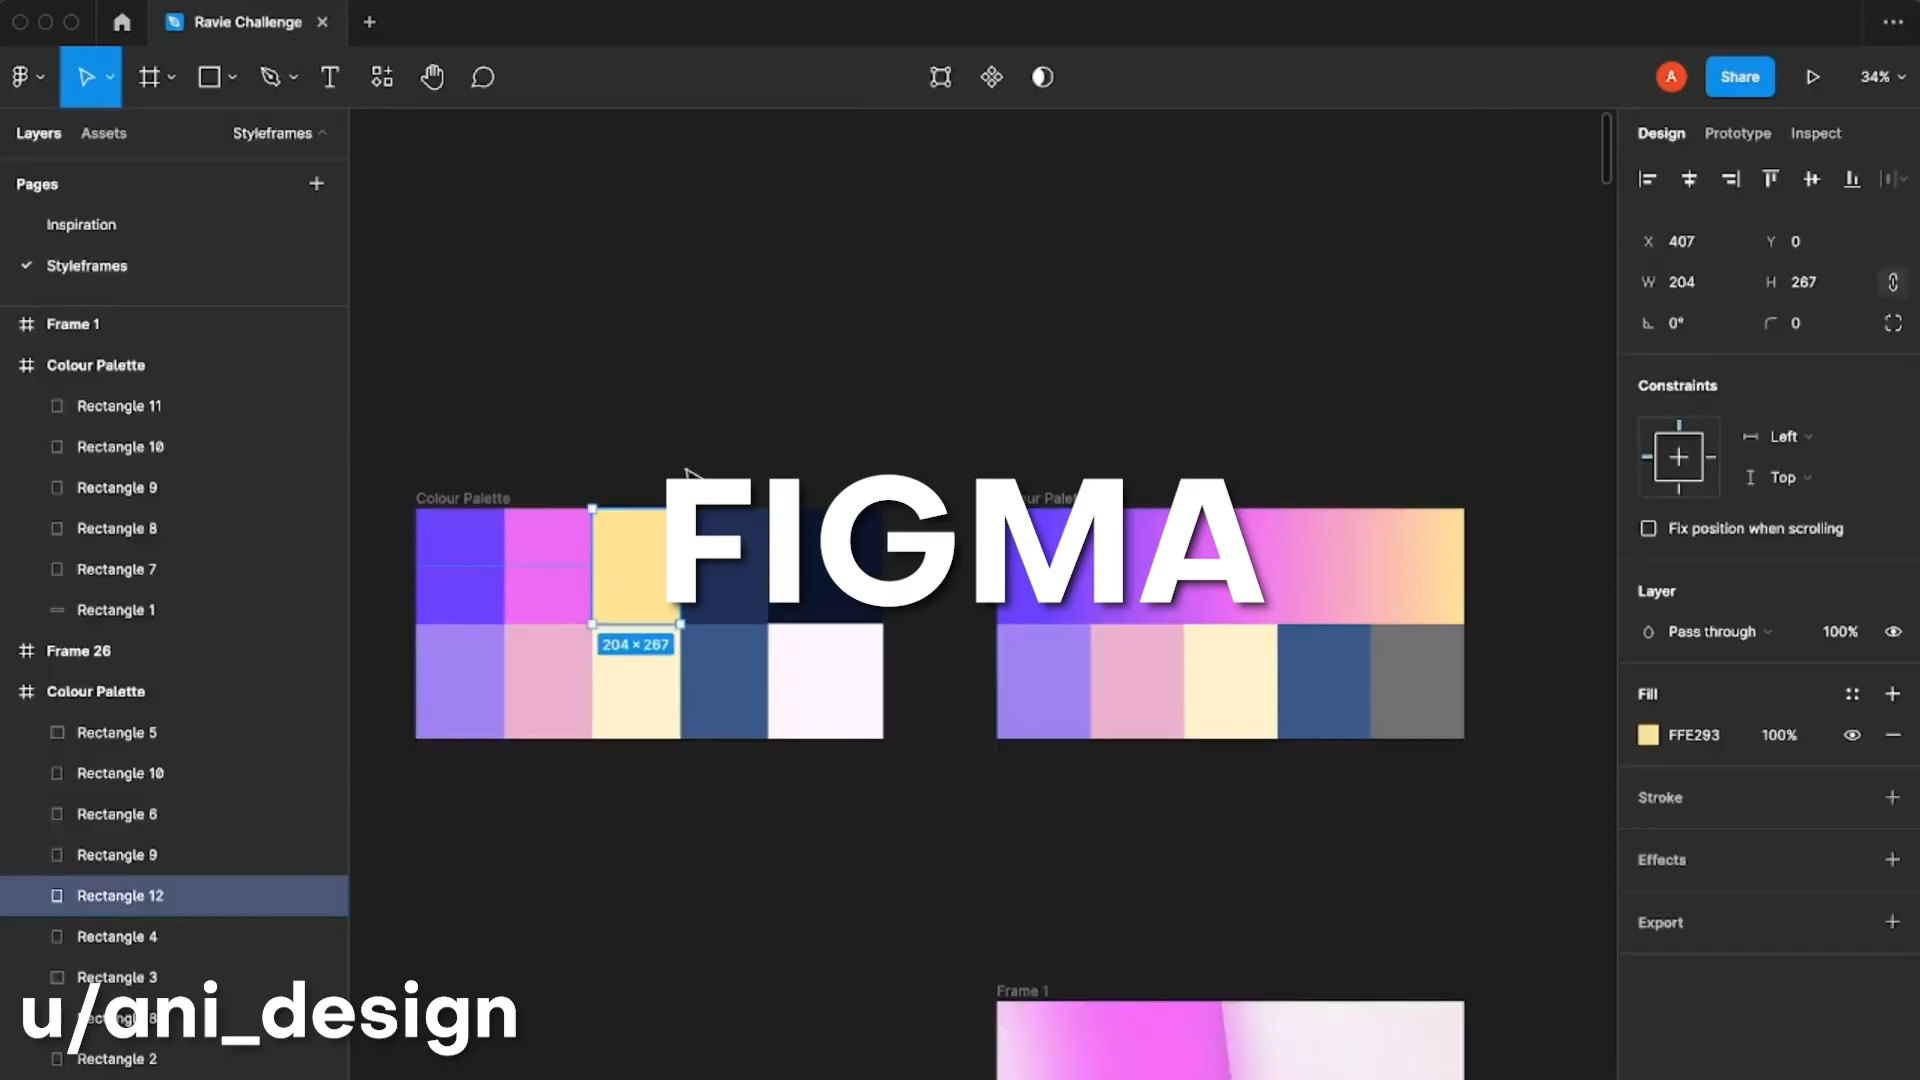 Ravie Challenge
A
Share
34%
Layers
Assets
Styleframes
Pages
Inspiration
Styleframes
Frame 1
Colour Palette
Rectangle 11
Rectangle 10
Rectangle 9
Rectangle 8
Rectangle 7
Rectangle 1
Frame 26
Colour Palette
Rectangle 5
Rectangle 10
Rectangle 6
Rectangle 9
Rectangle 12
Rectangle 4
Rectangle 3
Rectangle 2
u/ani_design
Colour Palette
204 × 267
FIGMA
Frame 1
Design
Prototype
Inspect
X 407
Y 0
W 204
H 267
0°
0
Constraints
Left
Top
Fix position when scrolling
Layer
Pass through
100%
Fill
FFE293
100%
Stroke
Effects
Export